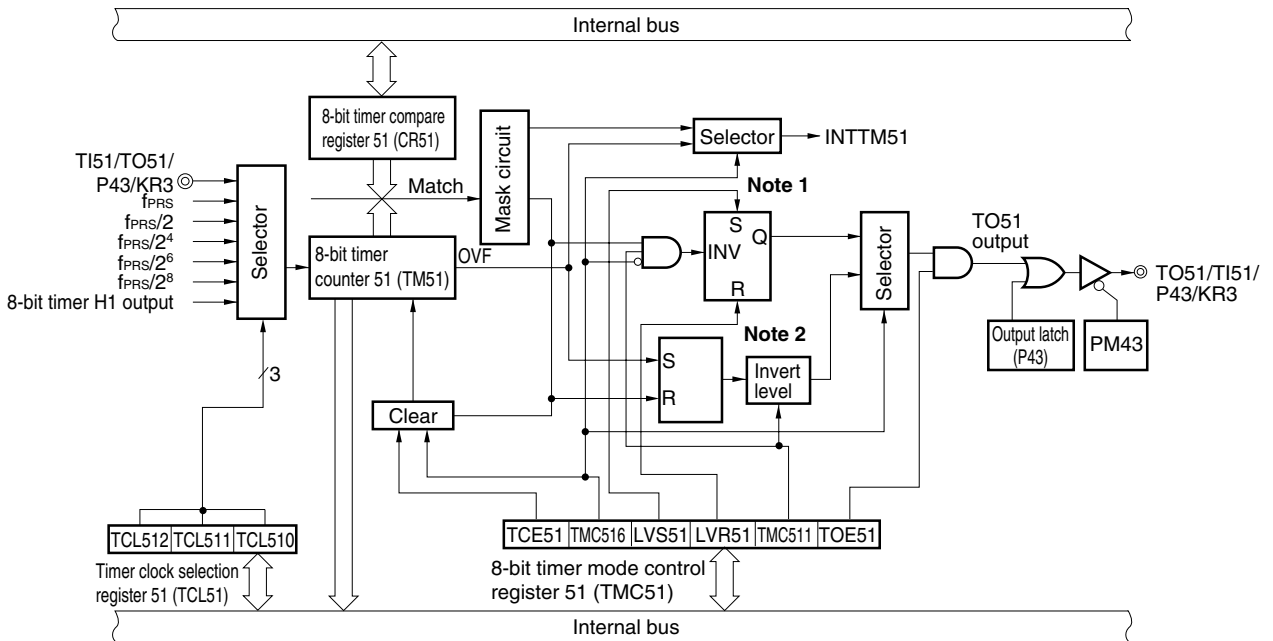 Internal bus
8-bit timer compare
register 51 (CR51)
Selector
INTTM51
Mask circuit
TI51/TO51/
P43/KR3
Match
Note 1
fPRS
fPRS/2
fPRS/2⁴
fPRS/2⁶
fPRS/2⁸
8-bit timer H1 output
Selector
8-bit timer
counter 51 (TM51)
OVF
S
Q
INV
R
Selector
TO51
output
TO51/TI51/
P43/KR3
Note 2
Output latch
(P43)
PM43
S
R
Invert
level
3
Clear
TCE51 TMC516 LVS51 LVR51 TMC511 TOE51
TCL512 TCL511 TCL510
Timer clock selection
register 51 (TCL51)
8-bit timer mode control
register 51 (TMC51)
Internal bus